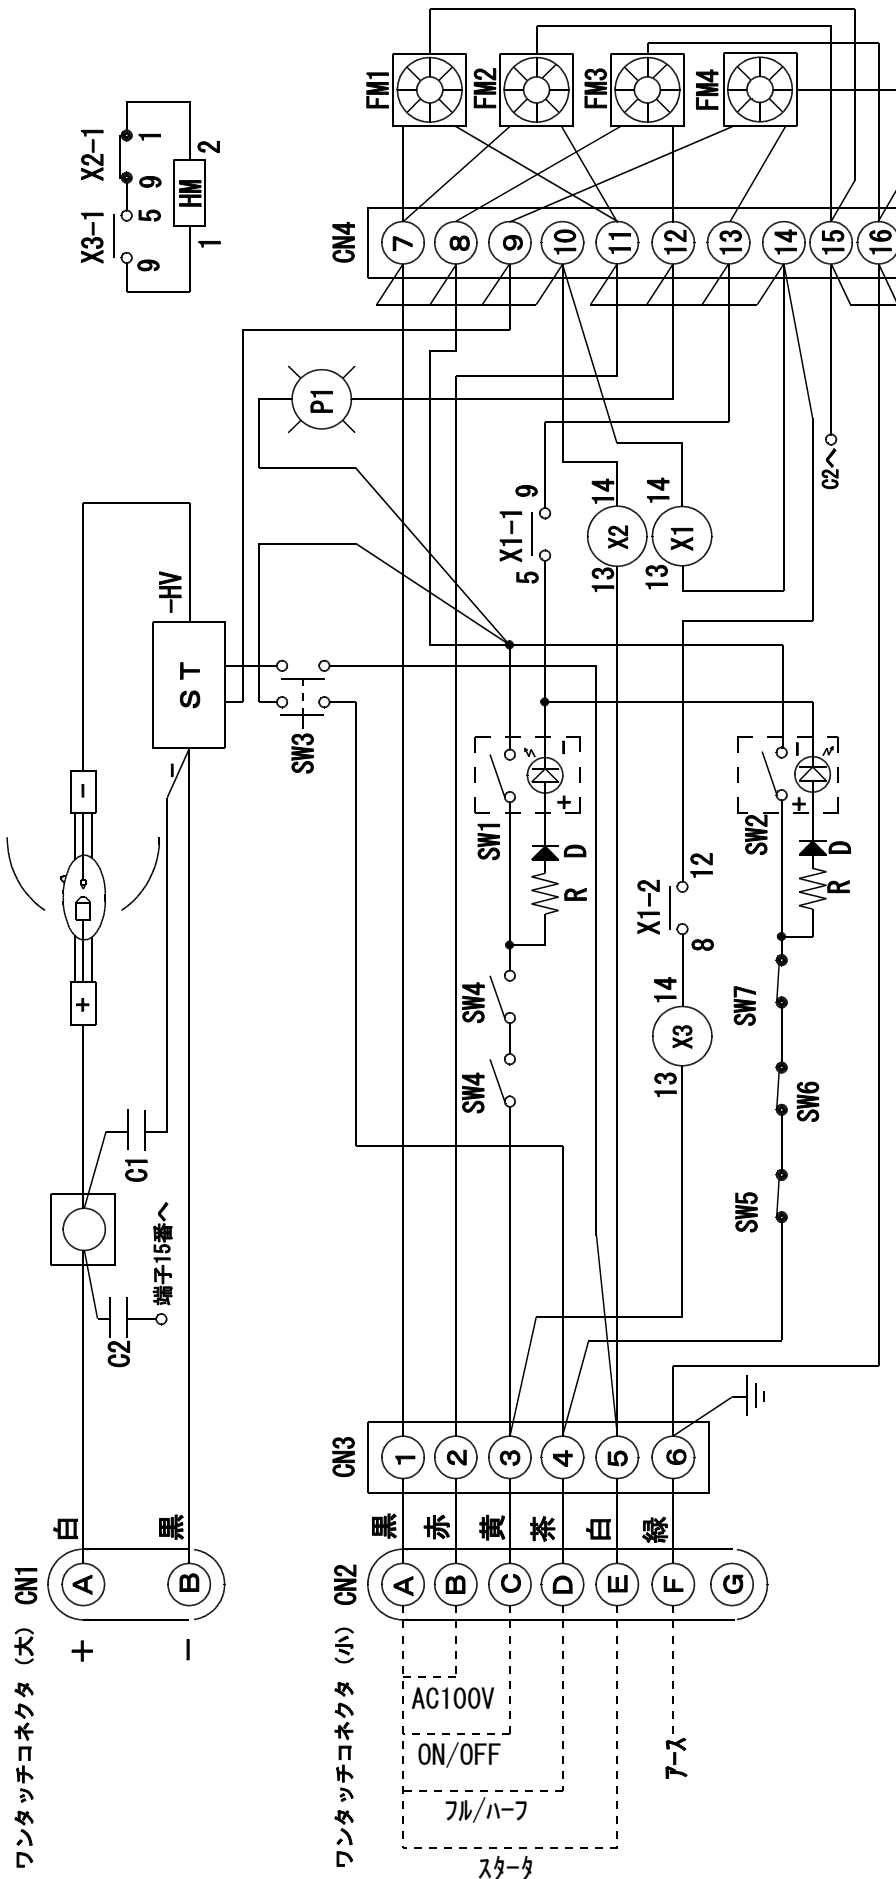 ワンタッチコネクタ (大) CN1
+
A
白
−
B
黒
C2
端子15番へ
C1
+
−
−
ST
−HV
X3-1
X2-1
9
5
9
1
1
HM
2
ワンタッチコネクタ (小) CN2
CN3
CN4
A
黒
1
B
赤
2
C
黄
3
D
茶
4
E
白
5
F
緑
6
G
AC100V
ON/OFF
フル/ハーフ
スタータ
アース
SW3
P1
SW4
SW4
SW1
+
−
R
D
X1-1
5
9
13
X2
14
13
X1
14
13
X3
14
X1-2
8
12
SW5
SW6
SW7
SW2
+
−
R
D
C2へ
7
8
9
10
11
12
13
14
15
16
FM1
FM2
FM3
FM4